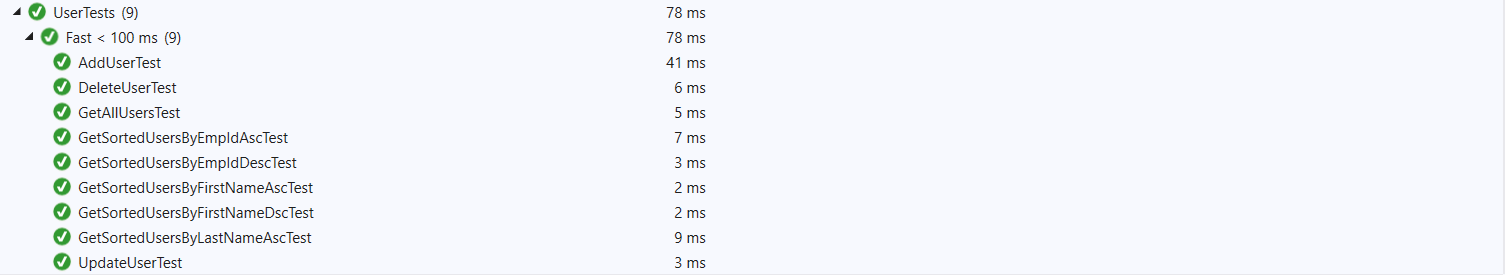 UserTests (9) 78 ms
Fast < 100 ms (9) 78 ms
AddUserTest 41 ms
DeleteUserTest 6 ms
GetAllUsersTest 5 ms
GetSortedUsersByEmpIdAscTest 7 ms
GetSortedUsersByEmpIdDescTest 3 ms
GetSortedUsersByFirstNameAscTest 2 ms
GetSortedUsersByFirstNameDscTest 2 ms
GetSortedUsersByLastNameAscTest 9 ms
UpdateUserTest 3 ms